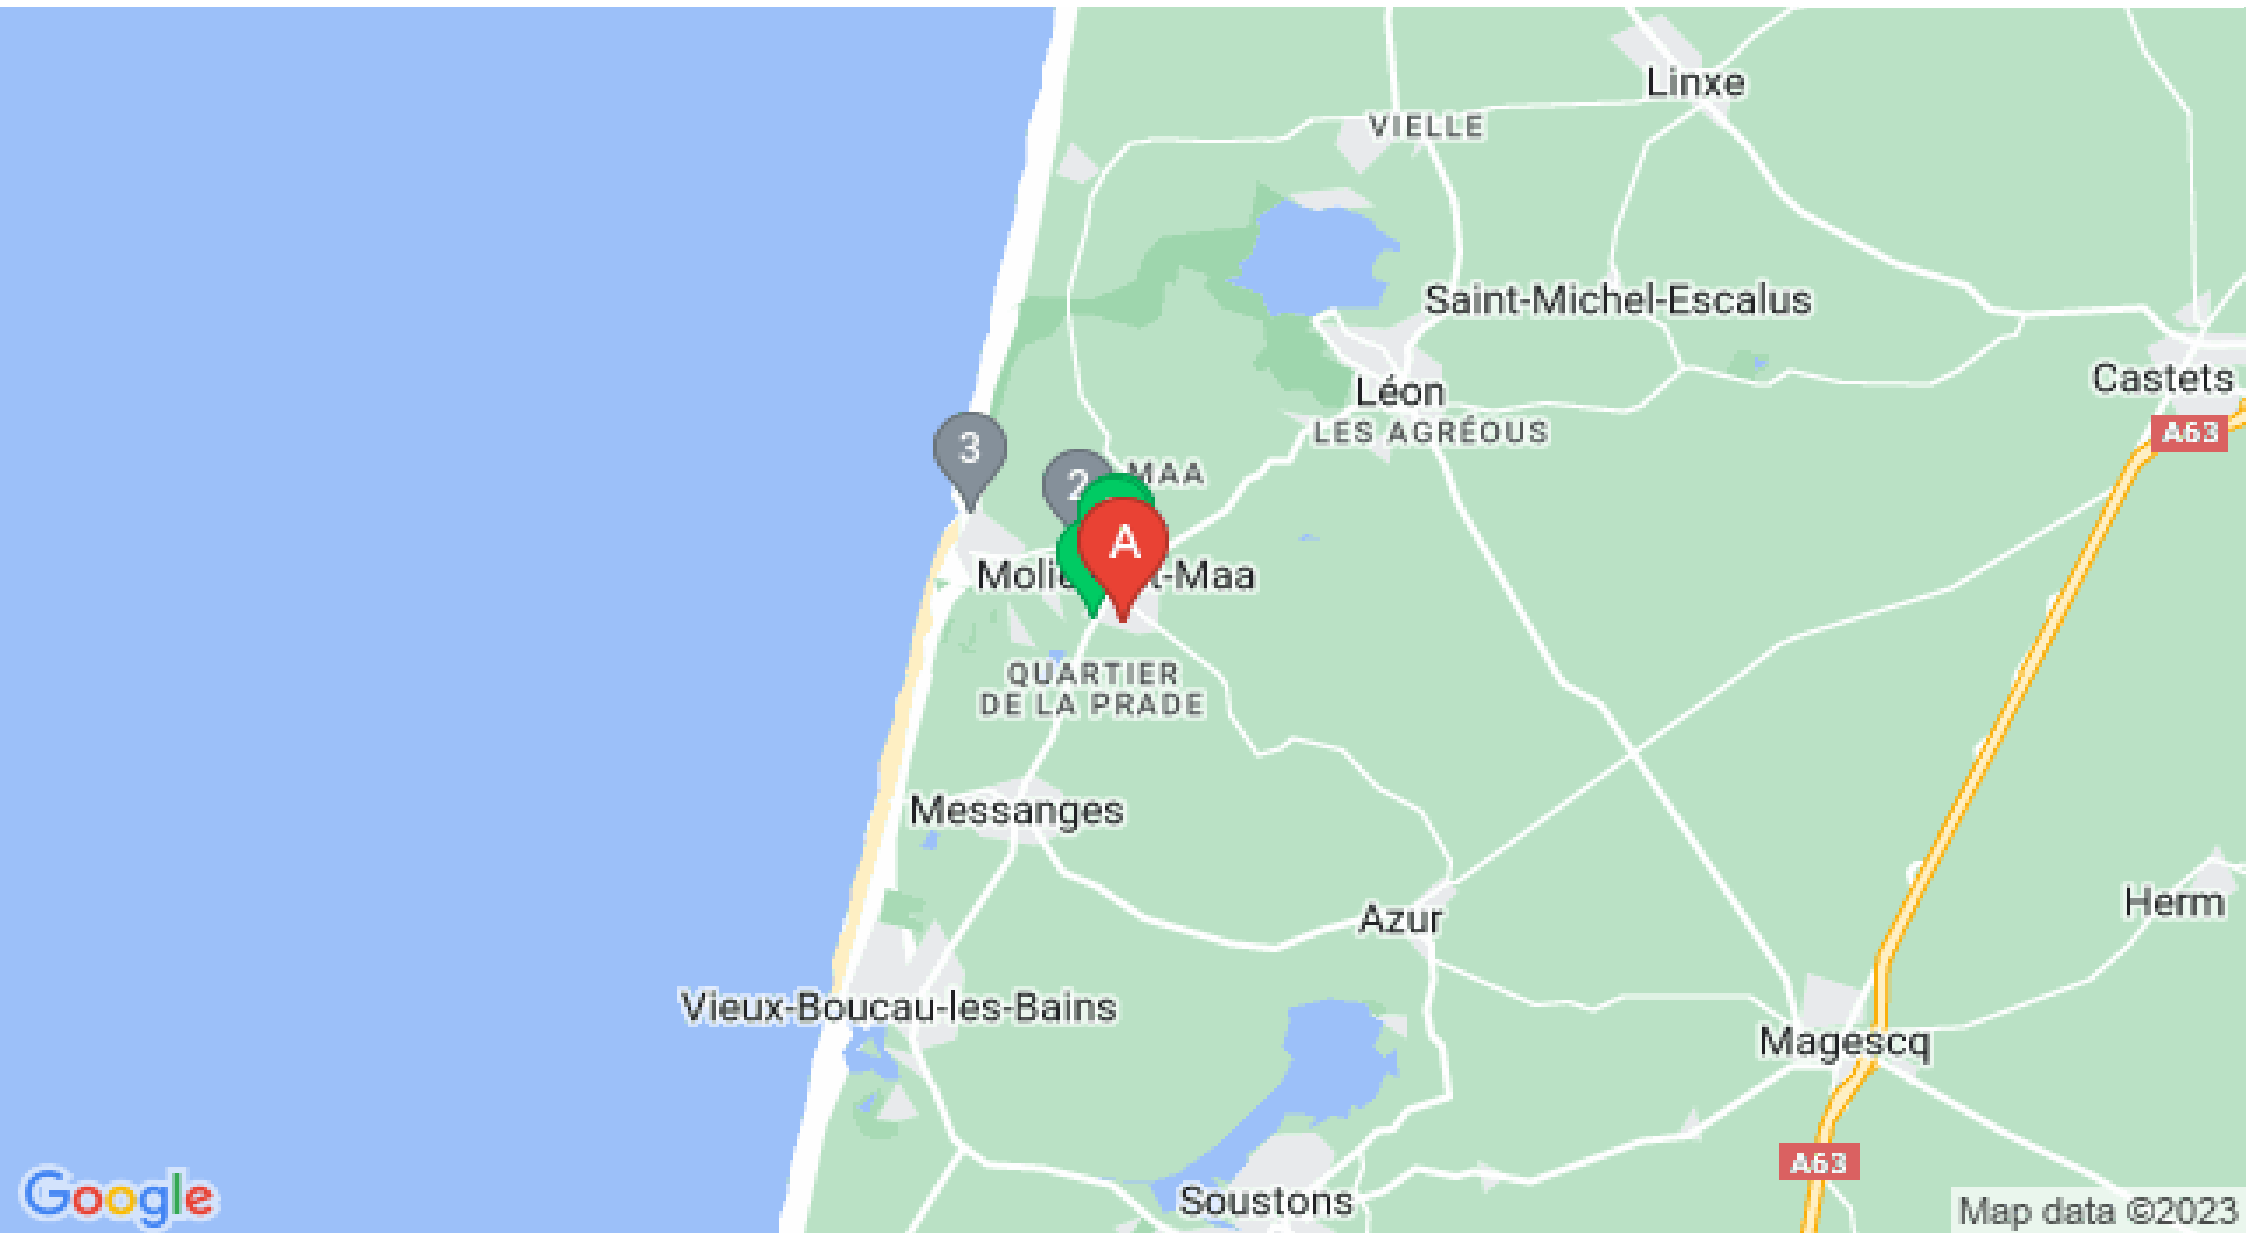 Linxe
VIELLE
Saint-Michel-Escalus
Léon
Castets
LES AGRÉOUS
A63
3
2
MAA
A
QUARTIER
DE LA PRADE
Messanges
Azur
Herm
Vieux-Boucau-les-Bains
Magescq
A63
Soustons
Google
Map data ©2023